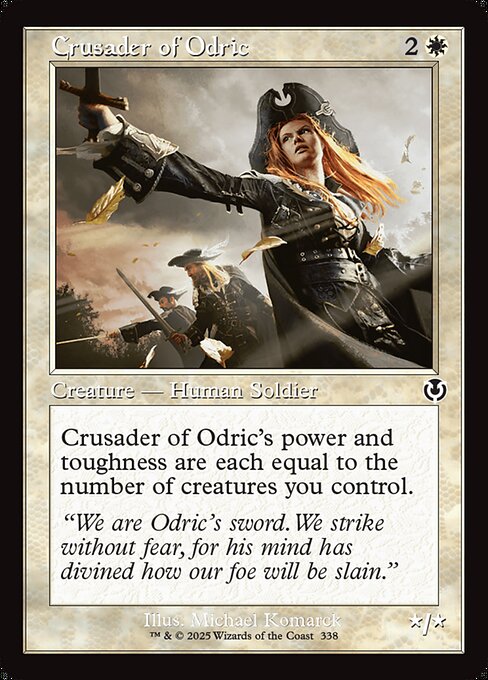 Crusader of Odric 2
Creature — Human Soldier
Crusader of Odric's power and
toughness are each equal to the
number of creatures you control.
“We are Odric's sword. We strike
without fear, for his mind has
divined how our foe will be slain.”
Illus. Michael Komarck
™ & © 2025 Wizards of the Coast 338
*/*